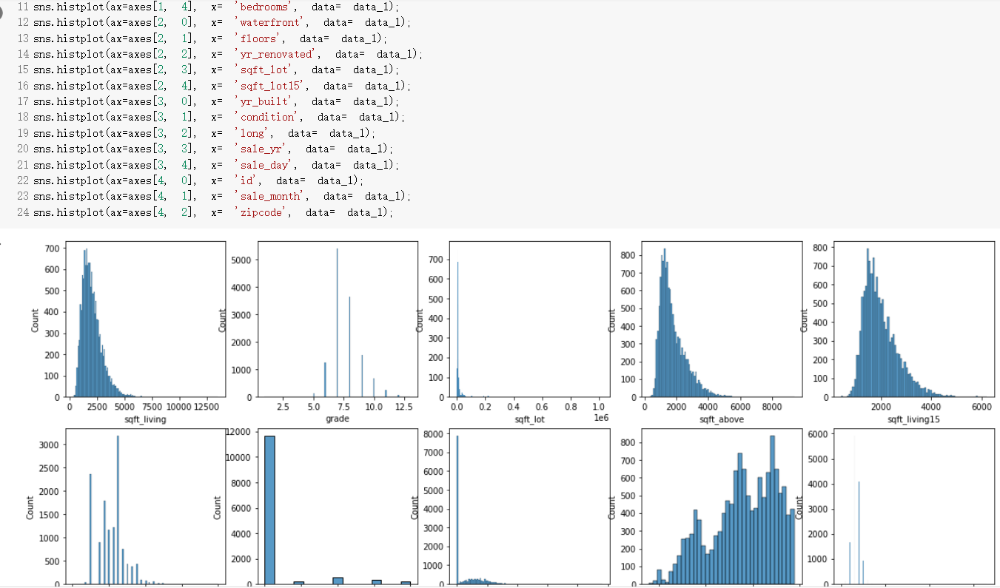 11 sns.histplot(ax=axes[1, 4], x= 'bedrooms', data= data_1);
12 sns.histplot(ax=axes[2, 0], x= 'waterfront', data= data_1);
13 sns.histplot(ax=axes[2, 1], x= 'floors', data= data_1);
14 sns.histplot(ax=axes[2, 2], x= 'yr_renovated', data= data_1);
15 sns.histplot(ax=axes[2, 3], x= 'sqft_lot', data= data_1);
16 sns.histplot(ax=axes[2, 4], x= 'sqft_lot15', data= data_1);
17 sns.histplot(ax=axes[3, 0], x= 'yr_built', data= data_1);
18 sns.histplot(ax=axes[3, 1], x= 'condition', data= data_1);
19 sns.histplot(ax=axes[3, 2], x= 'long', data= data_1);
20 sns.histplot(ax=axes[3, 3], x= 'sale_yr', data= data_1);
21 sns.histplot(ax=axes[3, 4], x= 'sale_day', data= data_1);
22 sns.histplot(ax=axes[4, 0], x= 'id', data= data_1);
23 sns.histplot(ax=axes[4, 1], x= 'sale_month', data= data_1);
24 sns.histplot(ax=axes[4, 2], x= 'zipcode', data= data_1);
700
600
500
400
300
200
100
0
Count
0 2500 5000 7500 10000 12500
sqft_living
5000
4000
3000
2000
1000
0
Count
2.5 5.0 7.5 10.0 12.5
grade
700
600
500
400
300
200
100
0
Count
0.0 0.2 0.4 0.6 0.8 1.0
1e6
sqft_lot
800
700
600
500
400
300
200
100
0
Count
0 2000 4000 6000 8000
sqft_above
800
700
600
500
400
300
200
100
0
Count
2000 4000 6000
sqft_living15
3000
2500
2000
1500
1000
500
0
Count
12000
10000
8000
6000
4000
2000
0
Count
8000
7000
6000
5000
4000
3000
2000
1000
0
Count
800
700
600
500
400
300
200
100
0
Count
6000
5000
4000
3000
2000
1000
0
Count